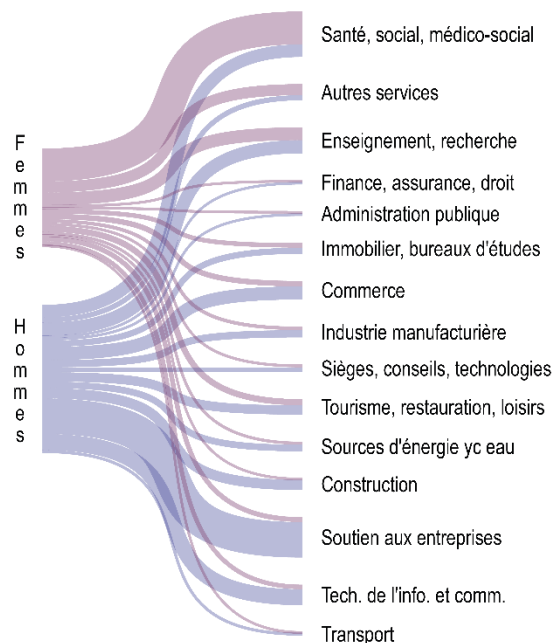 Femmes
Hommes
Santé, social, médico-social
Autres services
Enseignement, recherche
Finance, assurance, droit
Administration publique
Immobilier, bureaux d'études
Commerce
Industrie manufacturière
Sièges, conseils, technologies
Tourisme, restauration, loisirs
Sources d'énergie yc eau
Construction
Soutien aux entreprises
Tech. de l'info. et comm.
Transport